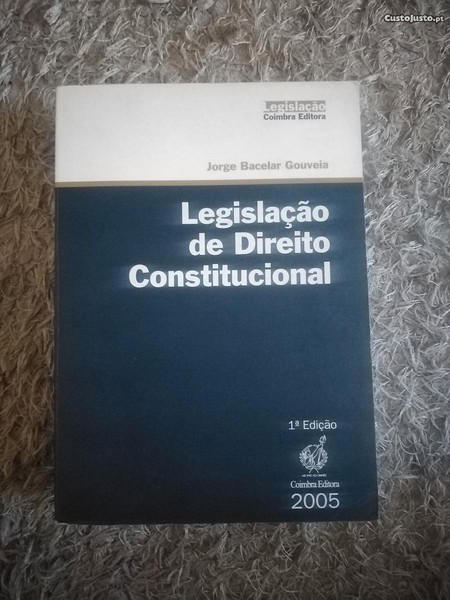 CustoJusto.pt
Legislação
Coimbra Editora
Jorge Bacelar Gouveia
Legislação
de Direito
Constitucional
1ª Edição
Coimbra Editora
2005